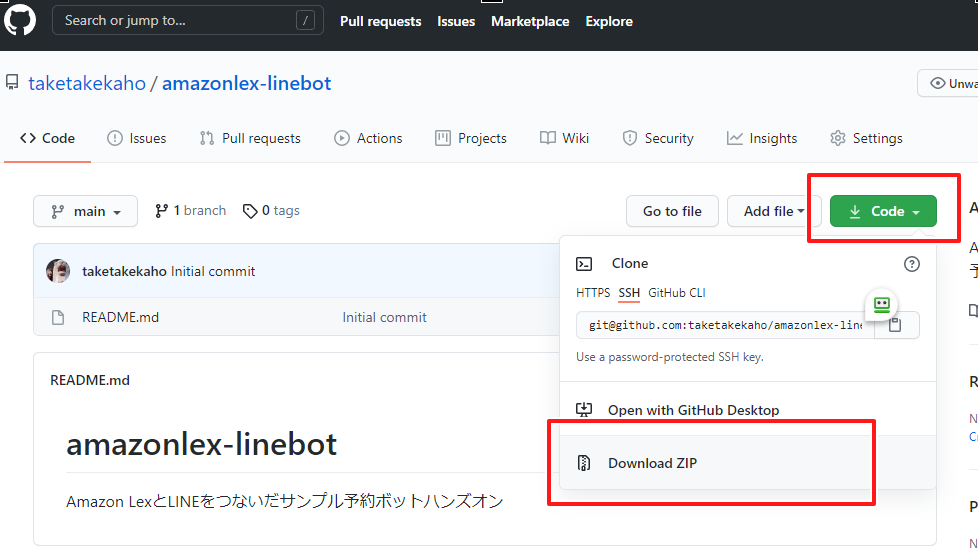 Search or jump to... /
Pull requests Issues Marketplace Explore
taketakekaho / amazonlex-linebot
Code Issues Pull requests Actions Projects Wiki Security Insights Settings
main 1 branch 0 tags Go to file Add file Code
taketakekaho Initial commit
README.md Initial commit
Clone
HTTPS SSH GitHub CLI
git@github.com:taketakekaho/amazonlex-line
Use a password-protected SSH key.
Open with GitHub Desktop
Download ZIP
README.md
amazonlex-linebot
Amazon LexとLINEをつないだサンプル予約ボットハンズオン